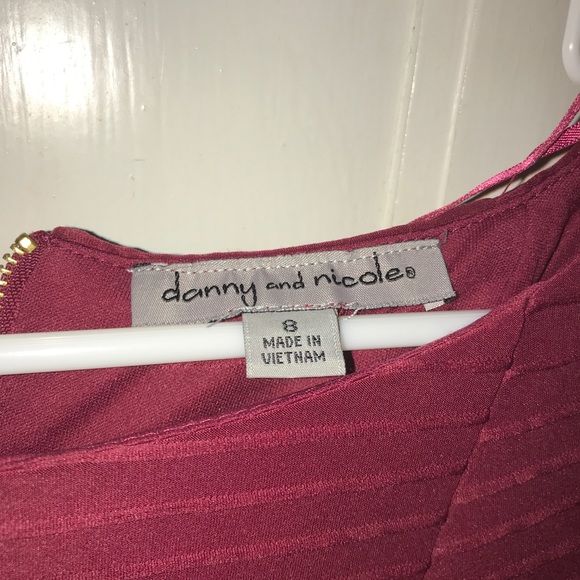 danny and nicole®
8
MADE IN
VIETNAM